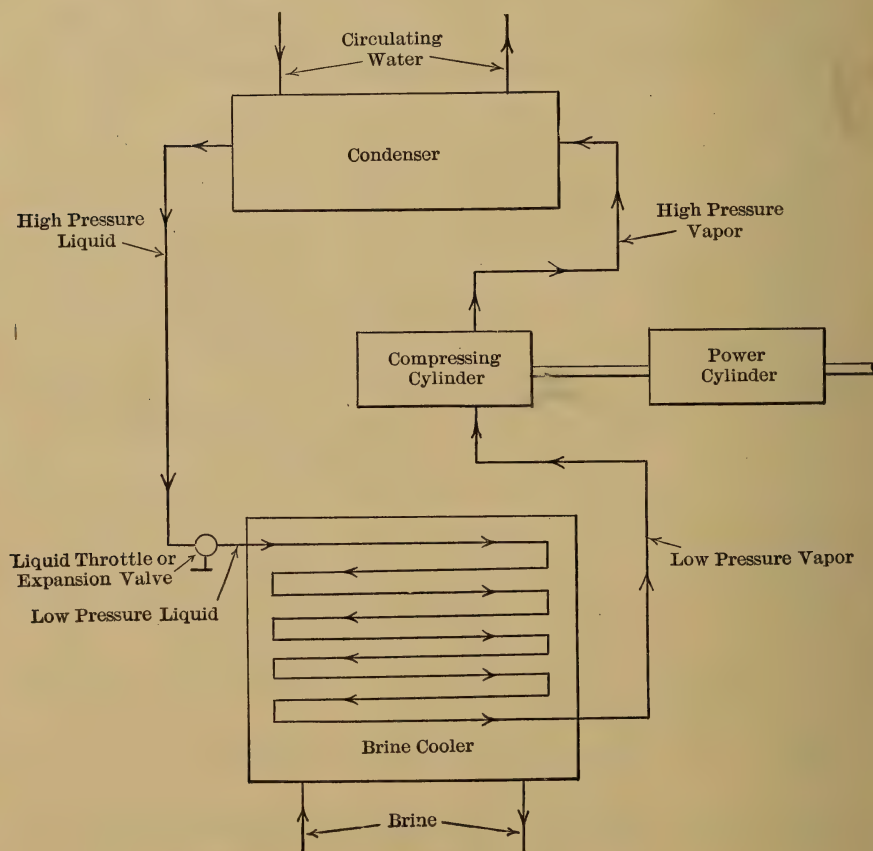 Circulating
Water
Condenser
High Pressure
Liquid
High Pressure
Vapor
Compressing
Cylinder
Power
Cylinder
Liquid Throttle or
Expansion Valve
Low Pressure Liquid
Low Pressure Vapor
Brine Cooler
Brine